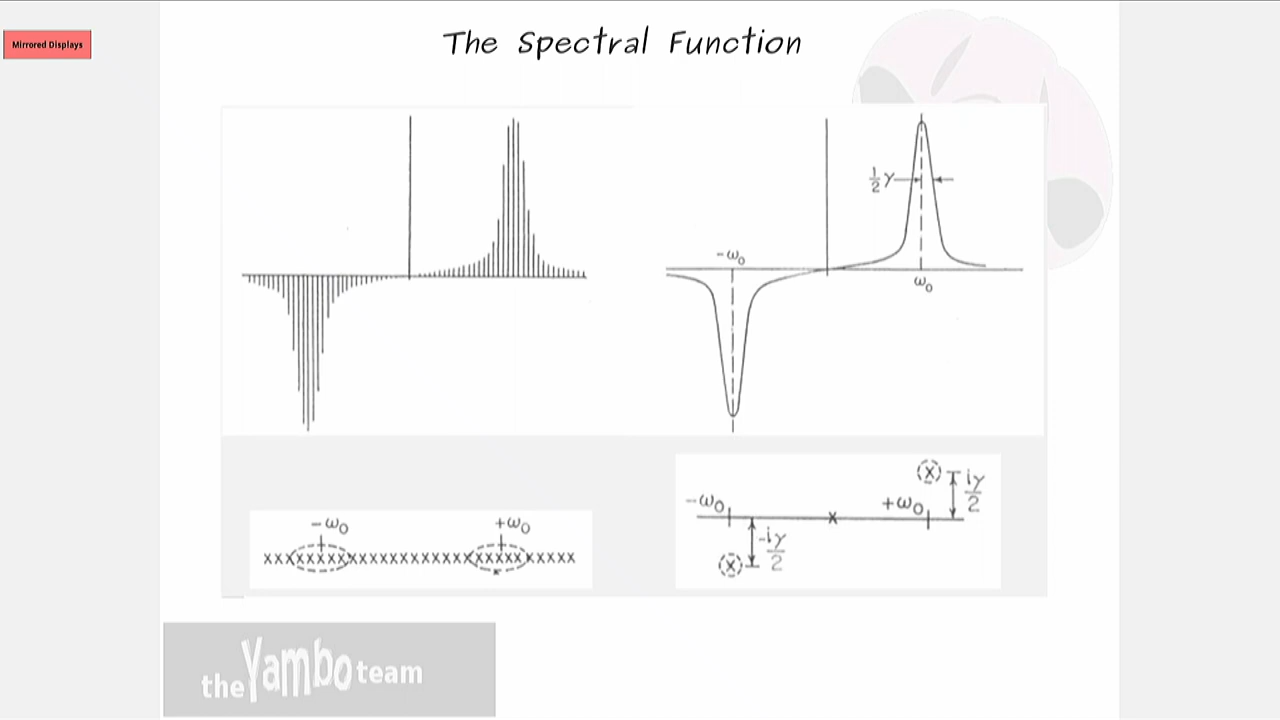 Mirrored Displays
The Spectral Function
½γ
-ω₀
ω₀
-ω₀ +ω₀
xxxxxxxxxxxxxxxxxxxxxxxxxxxxxxxxxxx
-ω₀ x +ω₀ x iγ/2
x -iγ/2
the Yambo team